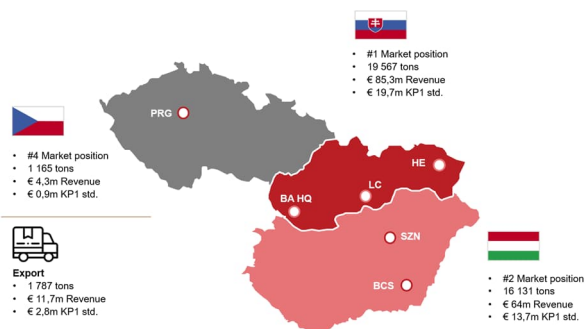 • #1 Market position
• 19 567 tons
• € 85,3m Revenue
• € 19,7m KP1 std.
• #4 Market position
• 1 165 tons
• € 4,3m Revenue
• € 0,9m KP1 std.
PRG
HE
LC
BA HQ
SZN
BCS
Export
• 1 787 tons
• € 11,7m Revenue
• € 2,8m KP1 std.
• #2 Market position
• 16 131 tons
• € 64m Revenue
• € 13,7m KP1 std.